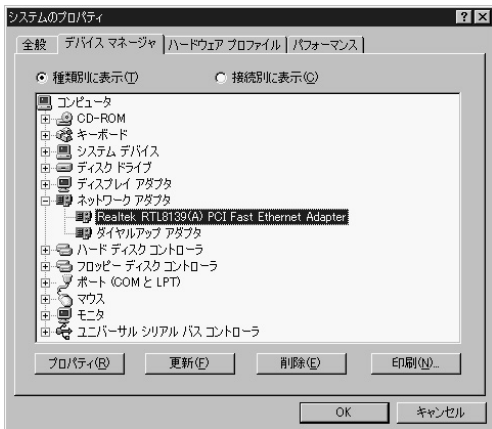 システムのプロパティ
全般 デバイス マネージャ ハードウェア プロファイル パフォーマンス
種類別に表示(T) 接続別に表示(C)
コンピュータ
CD-ROM
キーボード
システム デバイス
ディスク ドライブ
ディスプレイ アダプタ
ネットワーク アダプタ
Realtek RTL8139(A) PCI Fast Ethernet Adapter
ダイヤルアップ アダプタ
ハード ディスク コントローラ
フロッピー ディスク コントローラ
ポート (COM と LPT)
マウス
モニタ
ユニバーサル シリアル バス コントローラ
プロパティ(R) 更新(F) 削除(E) 印刷(N)...
OK キャンセル